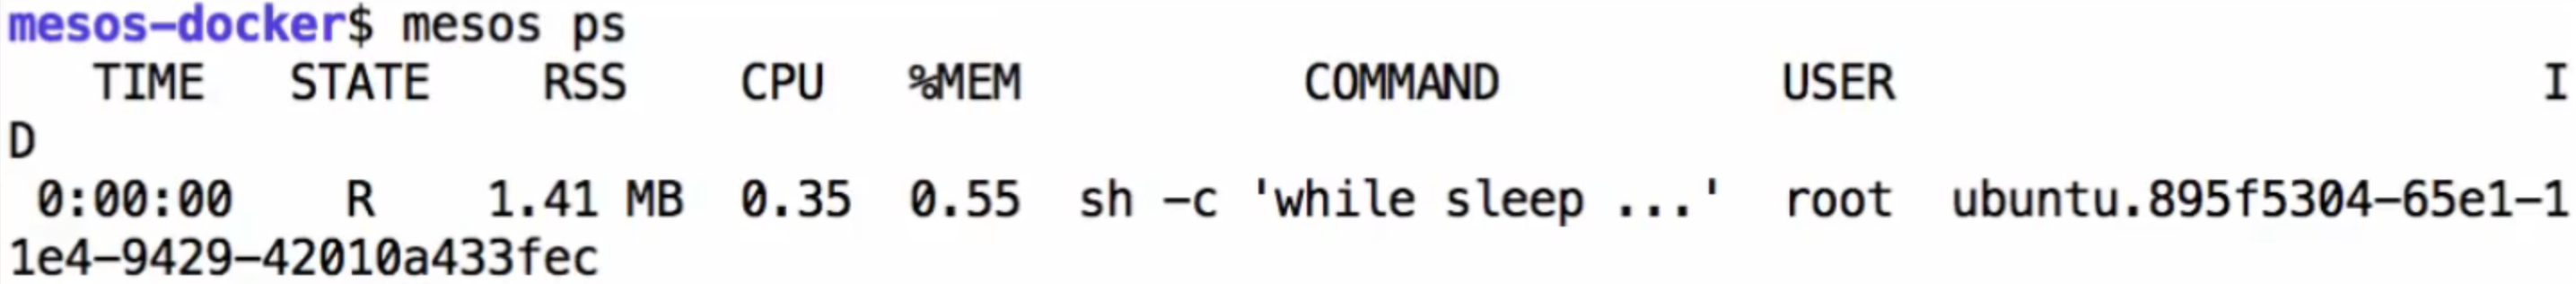 mesos-docker$ mesos ps
TIME STATE RSS CPU %MEM COMMAND USER I
D
0:00:00 R 1.41 MB 0.35 0.55 sh -c 'while sleep ...' root ubuntu.895f5304-65e1-1
1e4-9429-42010a433fec